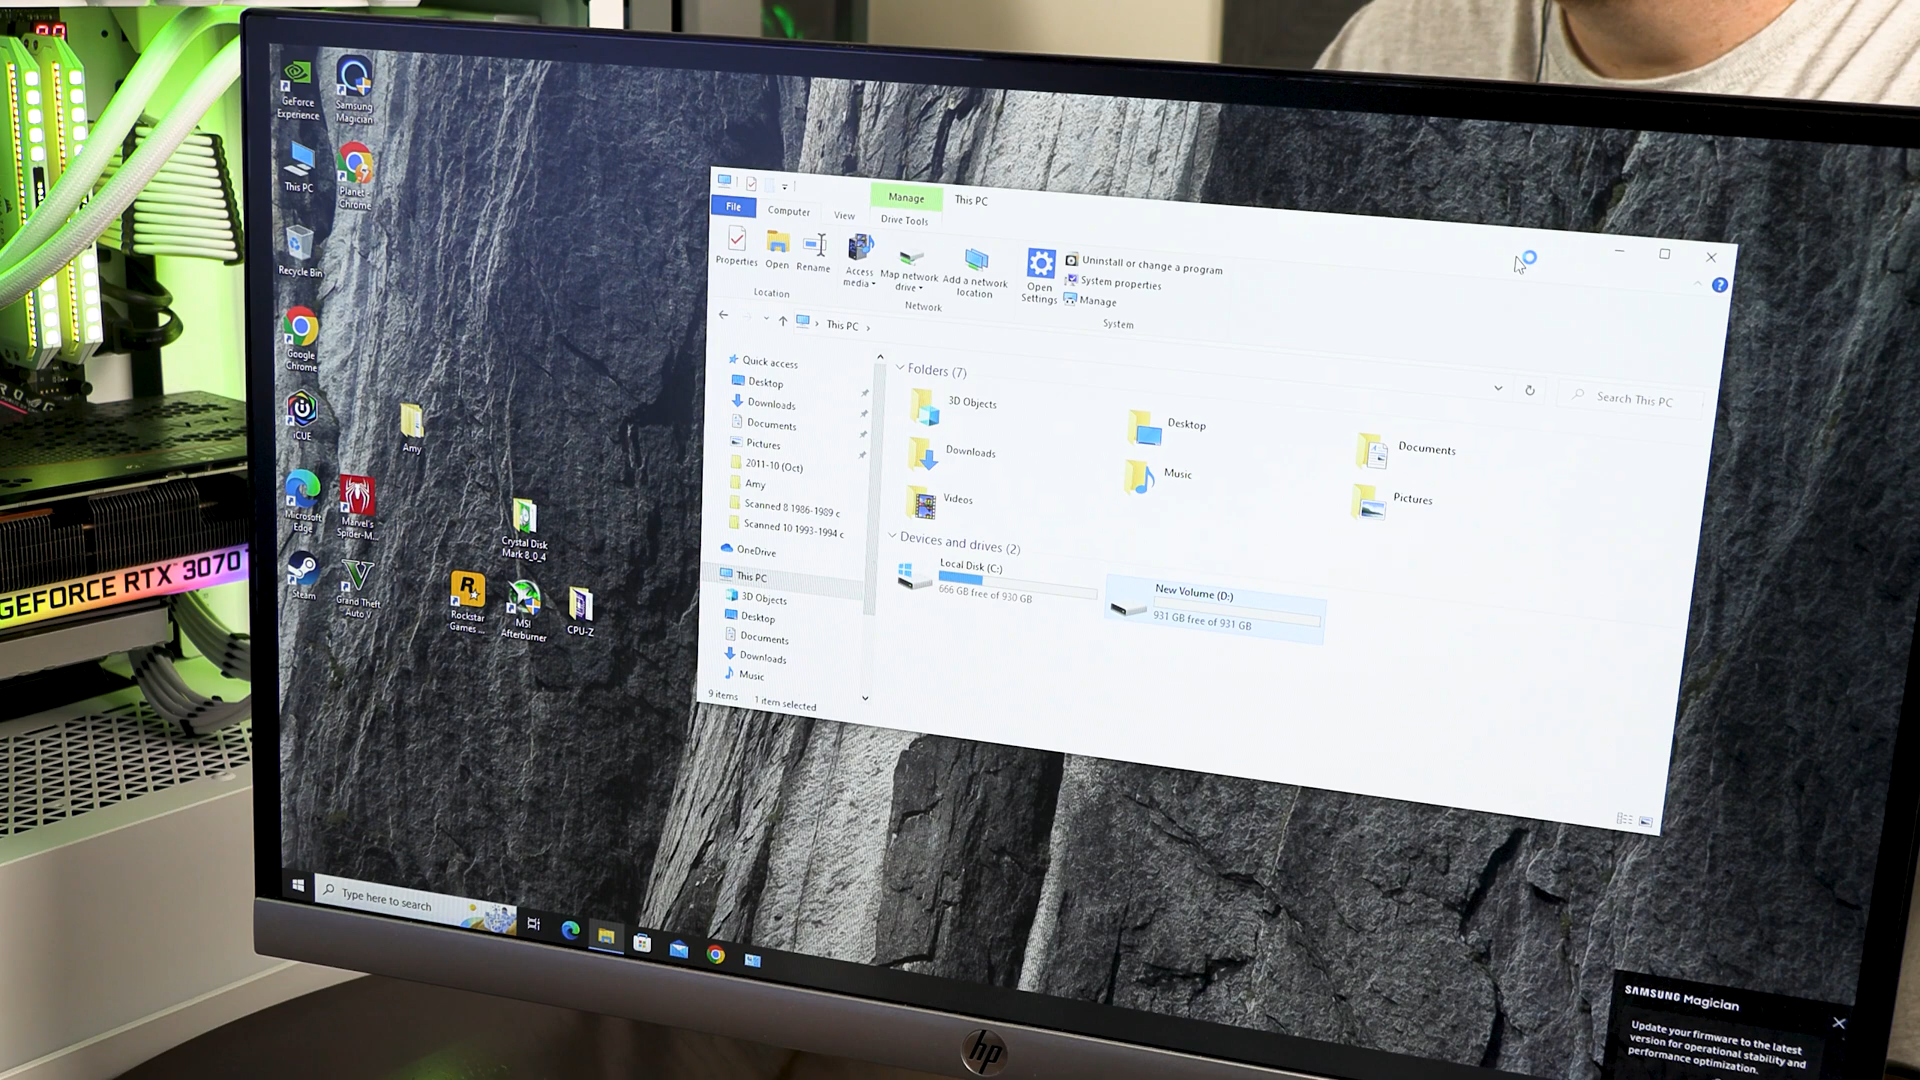 GEFORCE RTX 3070
GeForce
Experience
Samsung
Magician
This PC
Planet -
Chrome
Recycle Bin
Google
Chrome
iCUE
Amy
Microsoft
Edge
Marvel's
Spider-M...
Steam
Grand Theft
Auto V
Crystal Disk
Mark 8_0_4
R
Rockstar
Games ...
MSI
Afterburner
CPU-Z
Manage
This PC
File
Computer
View
Drive Tools
Properties
Open
Rename
Access
media
Map network
drive
Add a network
location
Open
Settings
Uninstall or change a program
System properties
Manage
Location
Network
System
This PC
Search This PC
Quick access
Desktop
Downloads
Documents
Pictures
2011-10 (Oct)
Amy
Scanned 8 1986-1989 c
Scanned 10 1993-1994 c
OneDrive
This PC
3D Objects
Desktop
Documents
Downloads
Music
Folders (7)
3D Objects
Desktop
Documents
Downloads
Music
Pictures
Videos
Devices and drives (2)
Local Disk (C:)
666 GB free of 930 GB
New Volume (D:)
931 GB free of 931 GB
9 items
1 item selected
Type here to search
SAMSUNG Magician
Update your firmware to the latest
version for operational stability and
performance optimization.
hp